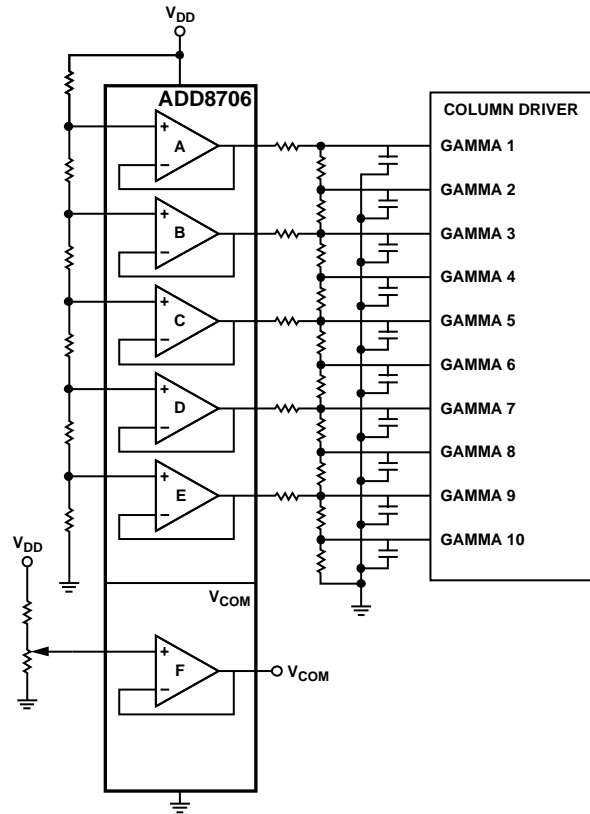 VDD
ADD8706
COLUMN DRIVER
+
A
−
GAMMA 1
GAMMA 2
+
B
−
GAMMA 3
GAMMA 4
+
C
−
GAMMA 5
GAMMA 6
+
D
−
GAMMA 7
GAMMA 8
+
E
−
GAMMA 9
GAMMA 10
VDD
VCOM
+
F
−
VCOM